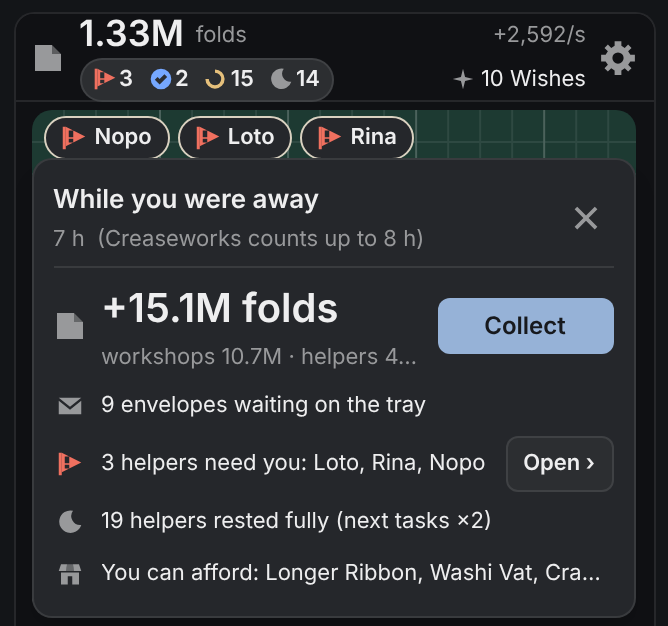 1.33M folds
+2,592/s
3 2 15 14
10 Wishes
Nopo Loto Rina
While you were away
7 h (Creaseworks counts up to 8 h)
+15.1M folds
Collect
workshops 10.7M · helpers 4…
9 envelopes waiting on the tray
3 helpers need you: Loto, Rina, Nopo
Open ›
19 helpers rested fully (next tasks ×2)
You can afford: Longer Ribbon, Washi Vat, Cra…